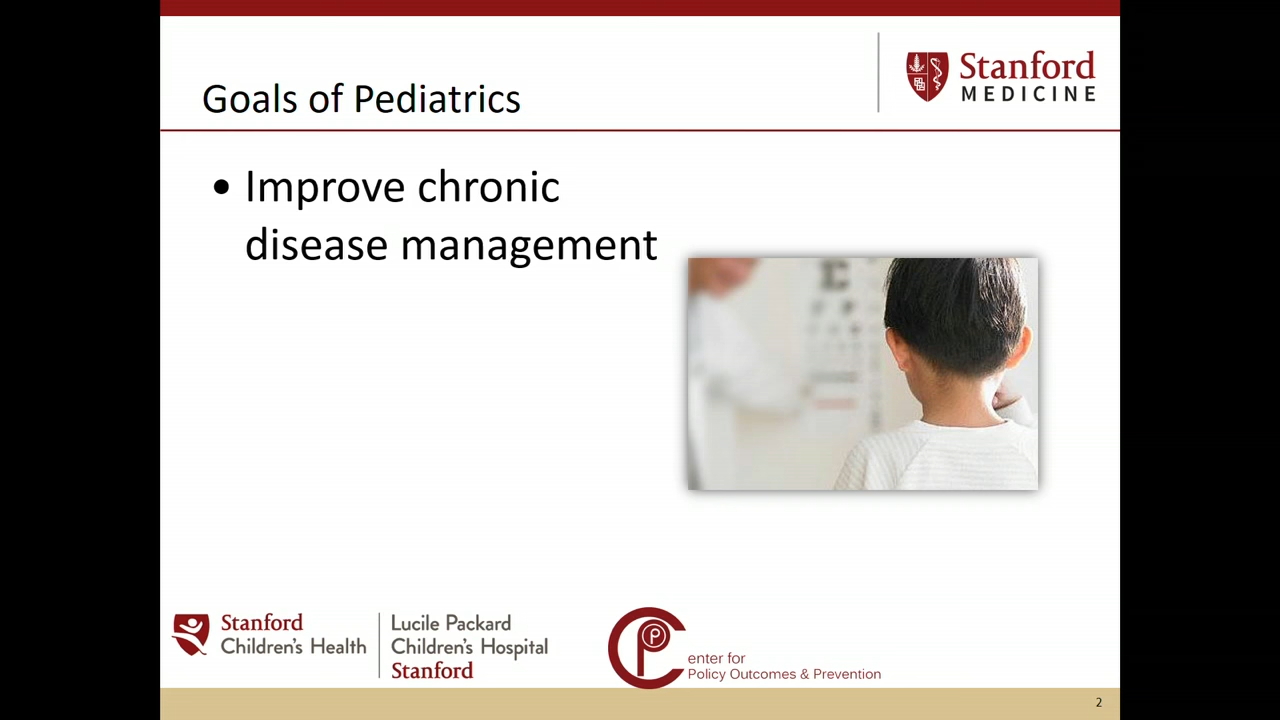 Goals of Pediatrics
Stanford
MEDICINE
• Improve chronic
disease management
E
Stanford
Children's Health
Lucile Packard
Children's Hospital
Stanford
CP
enter for
Policy Outcomes & Prevention
2